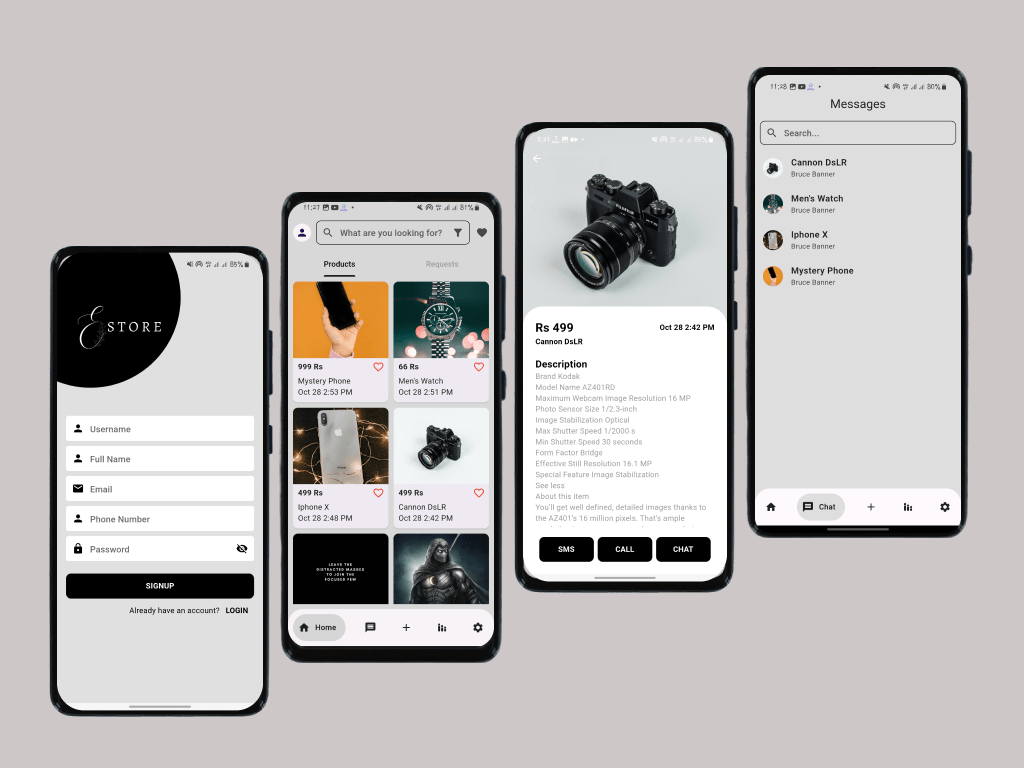 85%
E STORE
Username
Full Name
Email
Phone Number
Password
SIGNUP
Already have an account? LOGIN
11:27 81%
What are you looking for?
Products Requests
999 Rs
Mystery Phone
Oct 28 2:53 PM
66 Rs
Men's Watch
Oct 28 2:51 PM
499 Rs
Iphone X
Oct 28 2:48 PM
499 Rs
Cannon DsLR
Oct 28 2:42 PM
LEAVE THE
DISTRACTED MASSES
TO JOIN THE
FOCUSED FEW
Home
FUJIFILM
Rs 499 Oct 28 2:42 PM
Cannon DsLR
Description
Brand Kodak
Model Name AZ401RD
Maximum Webcam Image Resolution 16 MP
Photo Sensor Size 1/2.3-inch
Image Stabilization Optical
Max Shutter Speed 1/2000 s
Min Shutter Speed 30 seconds
Form Factor Bridge
Effective Still Resolution 16.1 MP
Special Feature Image Stabilization
See less
About this item
You'll get well defined, detailed images thanks to
the AZ401's 16 million pixels. That's ample
SMS CALL CHAT
11:28 80%
Messages
Search...
Cannon DsLR
Bruce Banner
Men's Watch
Bruce Banner
Iphone X
Bruce Banner
Mystery Phone
Bruce Banner
Chat